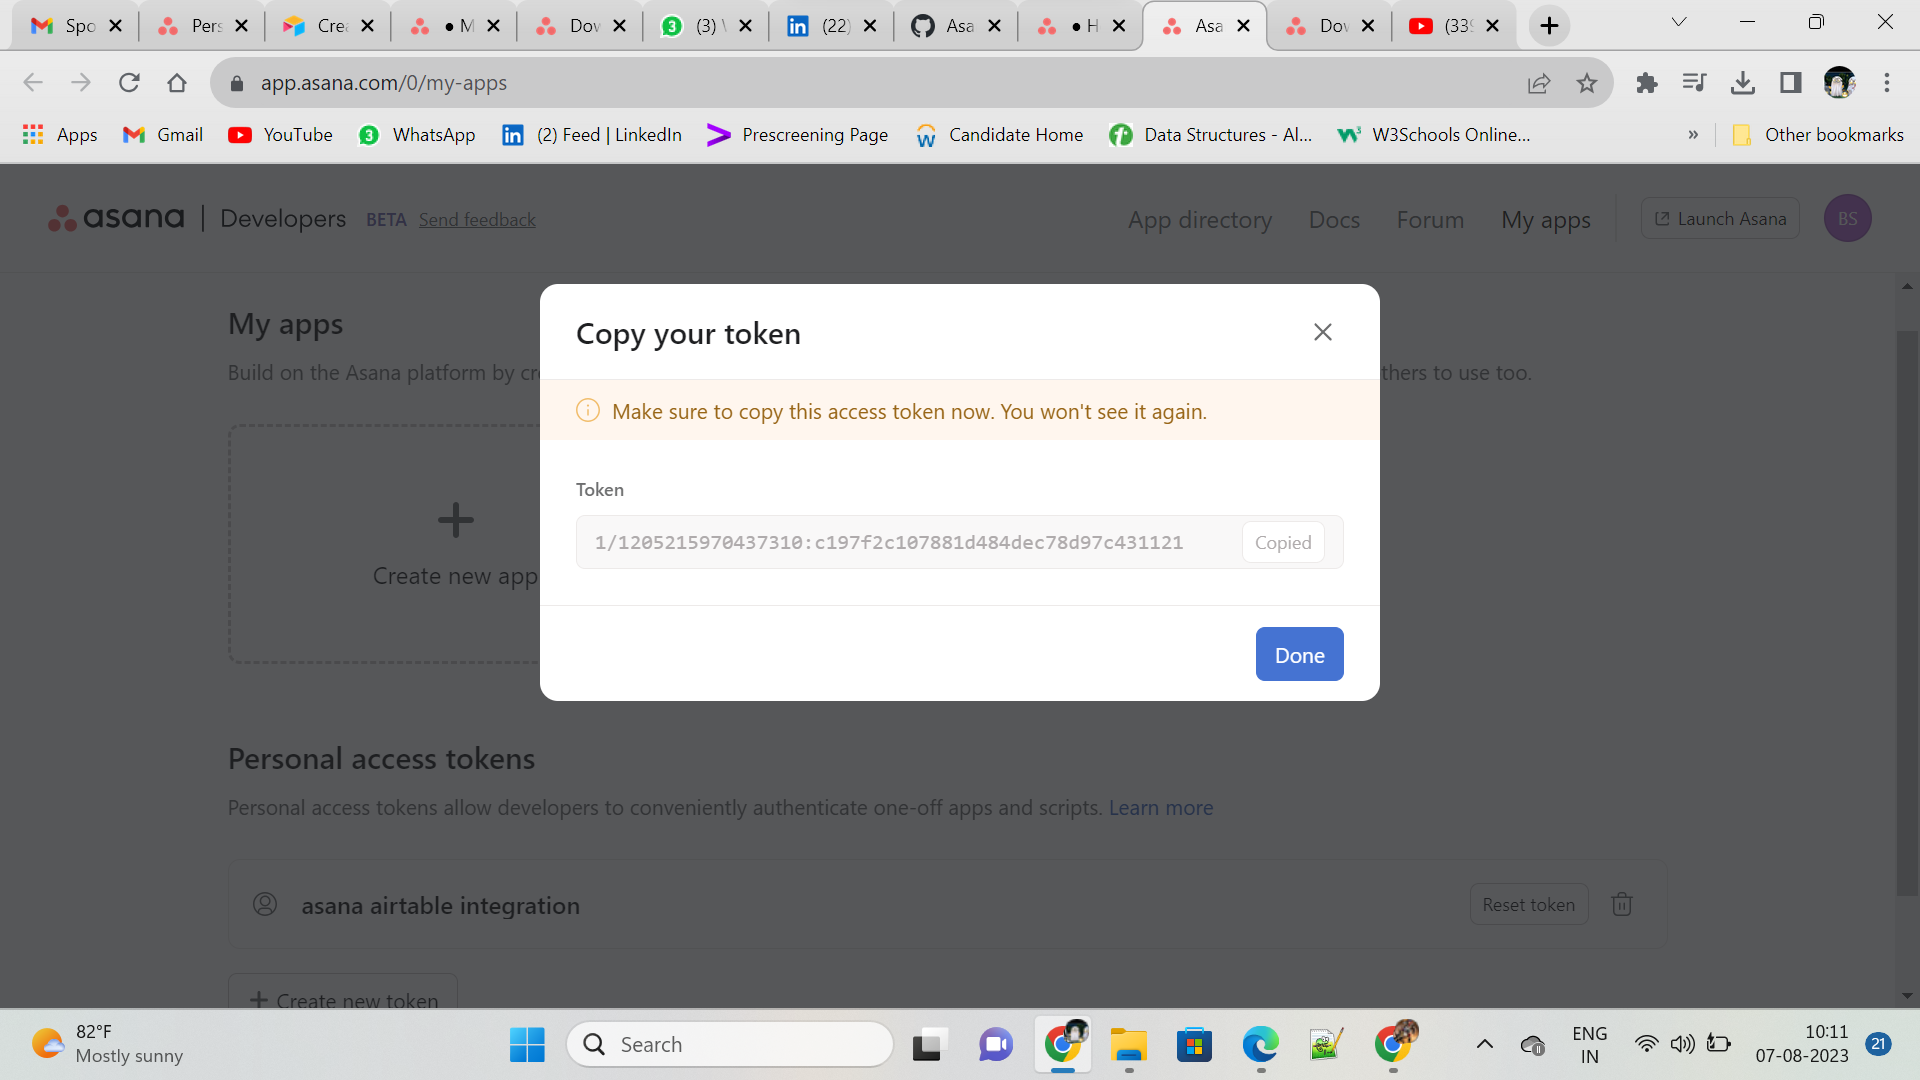 Spo
Pers
Crea
● M
Dov
(3) \
(22)
Asa
● H
Asa
Dov
(339
app.asana.com/0/my-apps
Apps
Gmail
YouTube
3
WhatsApp
(2) Feed | LinkedIn
Prescreening Page
Candidate Home
Data Structures - Al...
W3Schools Online...
»
Other bookmarks
asana | Developers BETA Send feedback
App directory Docs Forum My apps Launch Asana BS
My apps
Build on the Asana platform by cr
thers to use too.
Create new app
Copy your token
Make sure to copy this access token now. You won't see it again.
Token
1/1205215970437310:c197f2c107881d484dec78d97c431121
Copied
Done
Personal access tokens
Personal access tokens allow developers to conveniently authenticate one-off apps and scripts. Learn more
asana airtable integration
Reset token
+ Create new token
82°F
Mostly sunny
Search
ENG
IN
10:11
07-08-2023
21